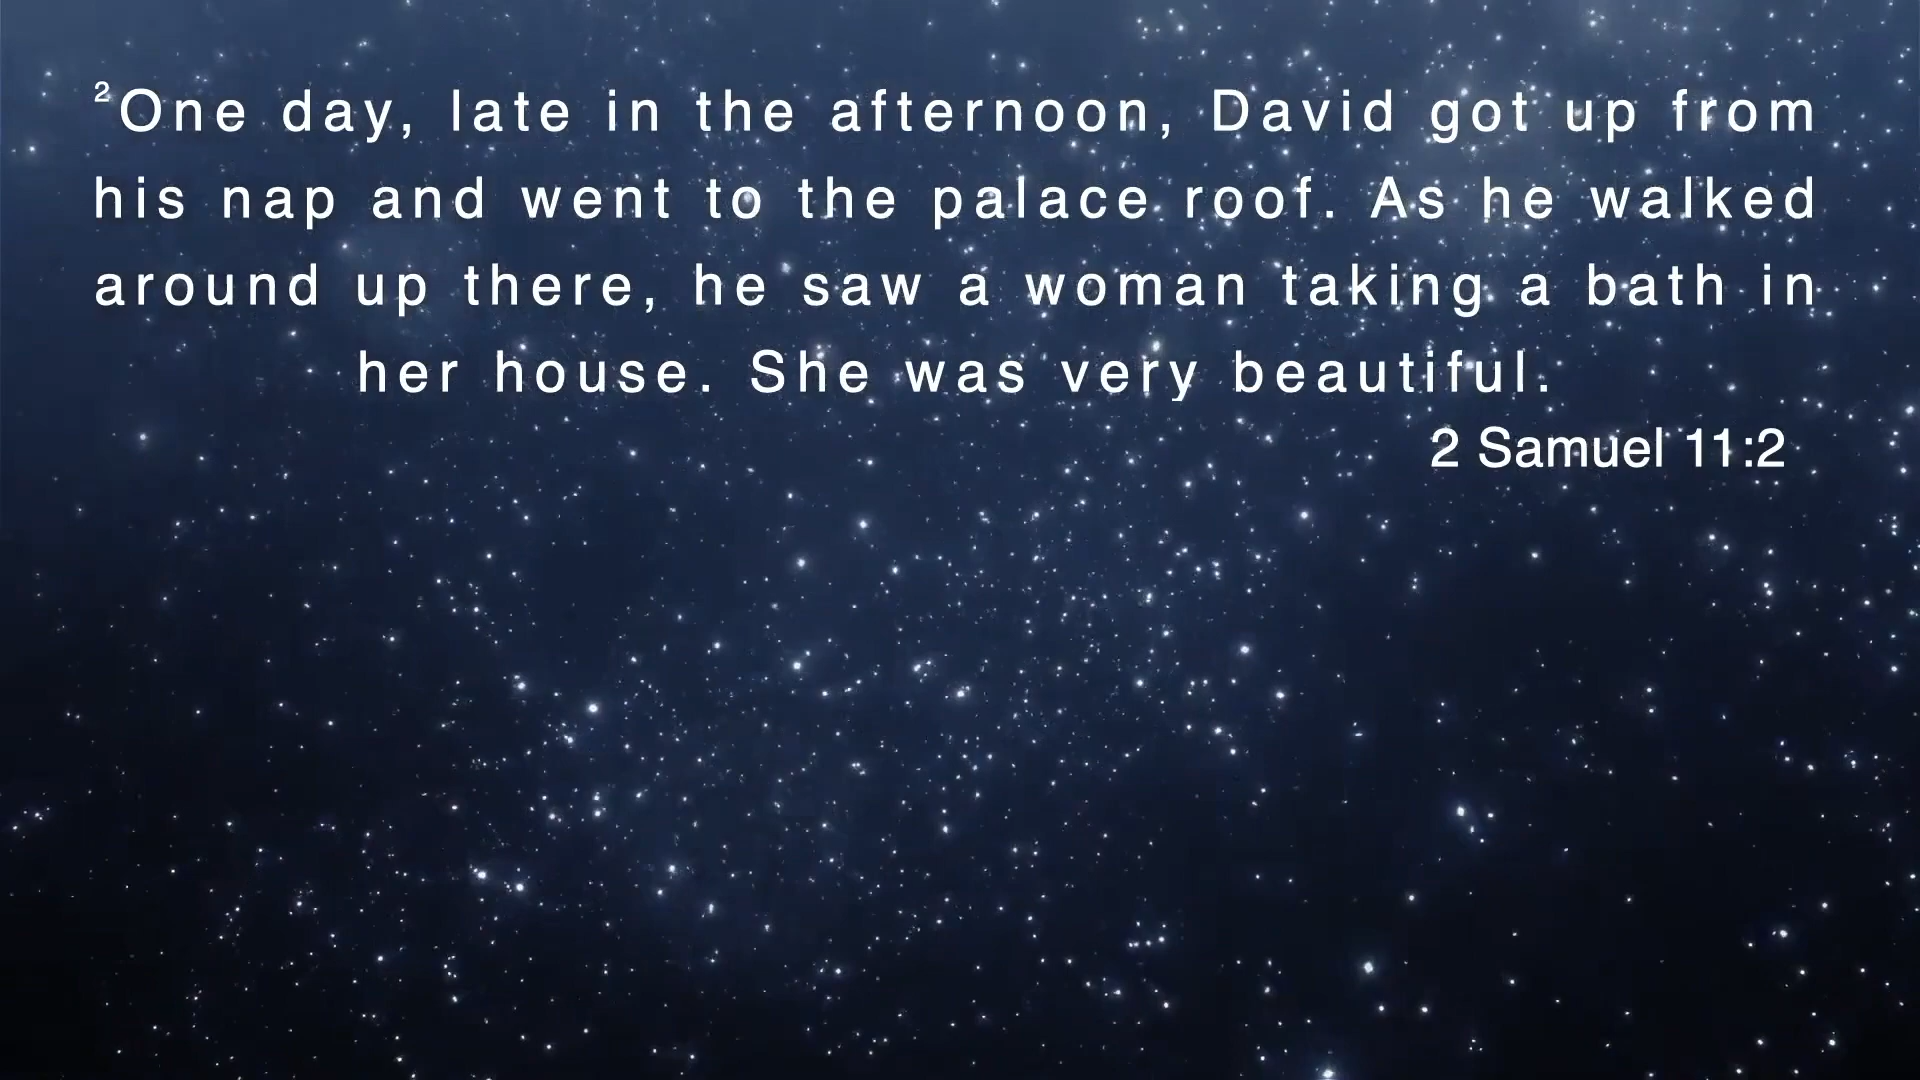 ²One day, late in the afternoon, David got up from
his nap and went to the palace roof. As he walked
around up there, he saw a woman taking a bath in
her house. She was very beautiful.
2 Samuel 11:2